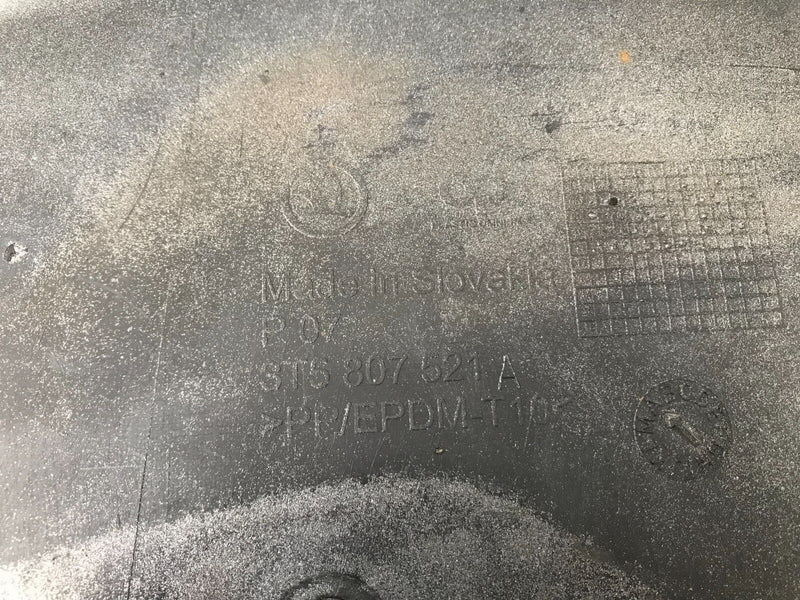 Made In Slovakia
P 07
3T5 807 521 A
>PP/EPDM-T10<